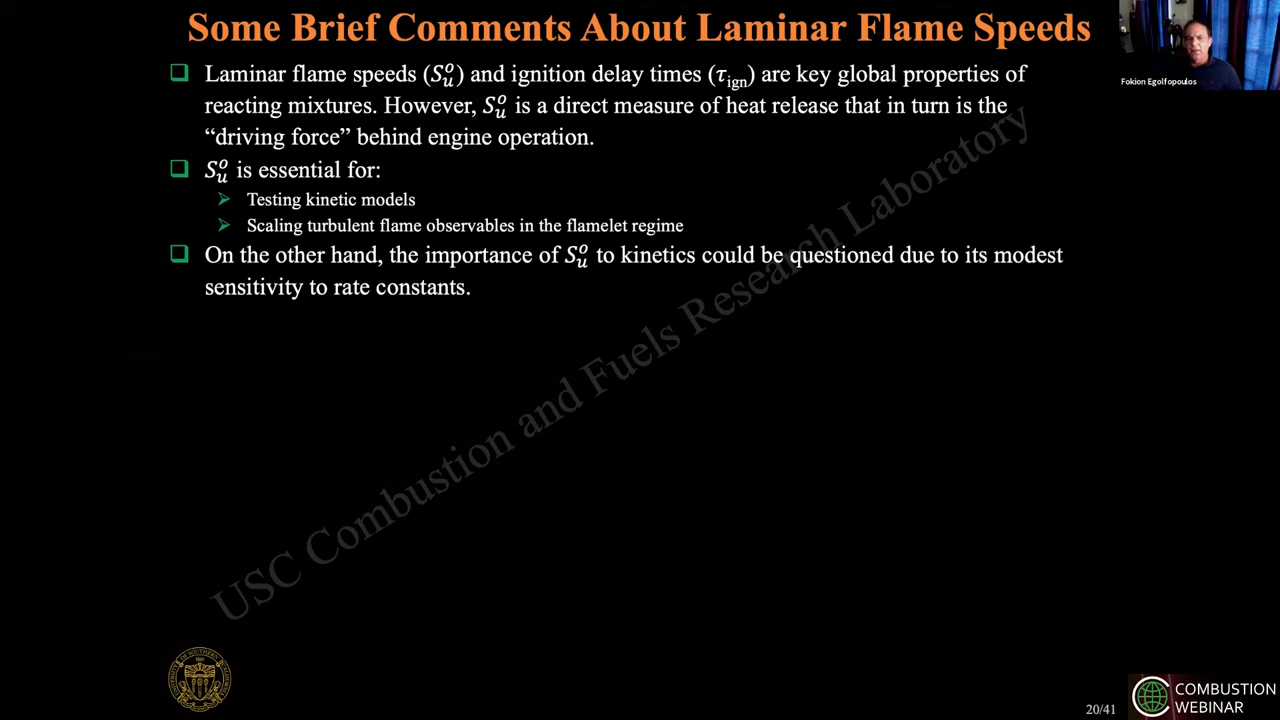 Some Brief Comments About Laminar Flame Speeds
Fokion Egolfopoulos
❑ Laminar flame speeds (Sᵤᵒ) and ignition delay times (τign) are key global properties of
reacting mixtures. However, Sᵤᵒ is a direct measure of heat release that in turn is the
“driving force” behind engine operation.
❑ Sᵤᵒ is essential for:
➢ Testing kinetic models
➢ Scaling turbulent flame observables in the flamelet regime
❑ On the other hand, the importance of Sᵤᵒ to kinetics could be questioned due to its modest
sensitivity to rate constants.
USC Combustion and Fuels Research Laboratory
20/41
COMBUSTION
WEBINAR